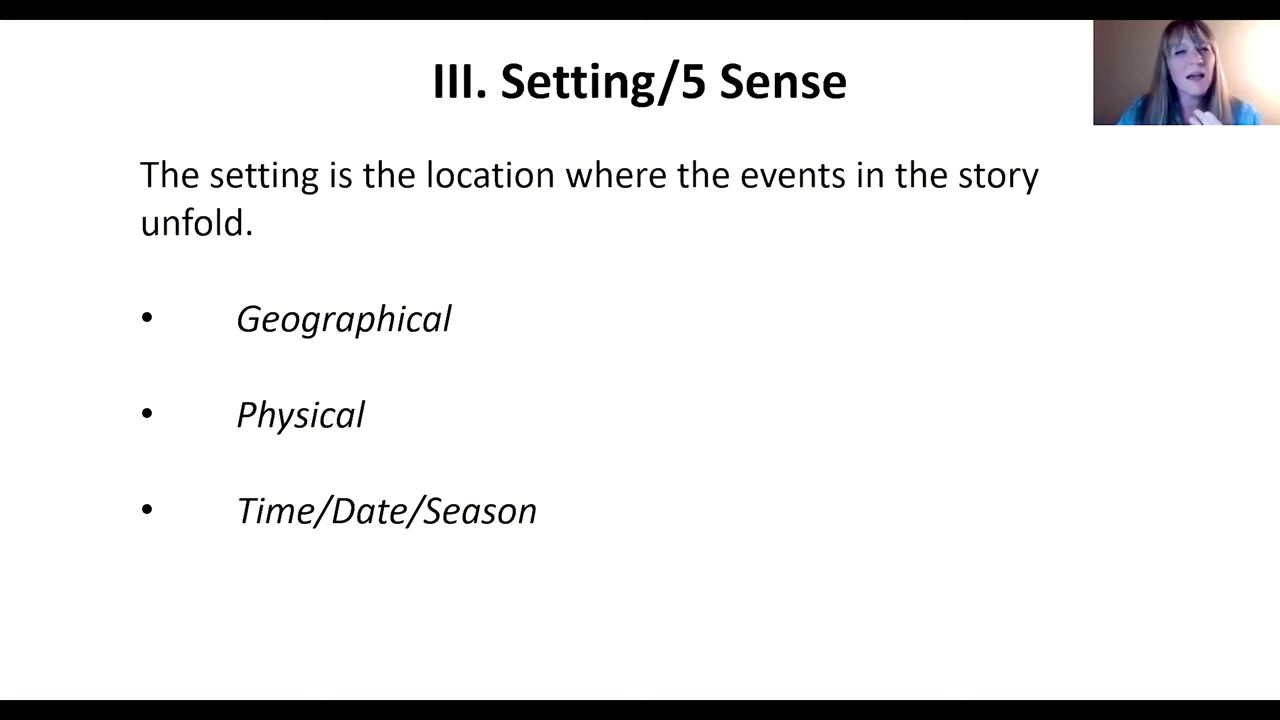 III. Setting/5 Sense
The setting is the location where the events in the story
unfold.
• Geographical
• Physical
• Time/Date/Season